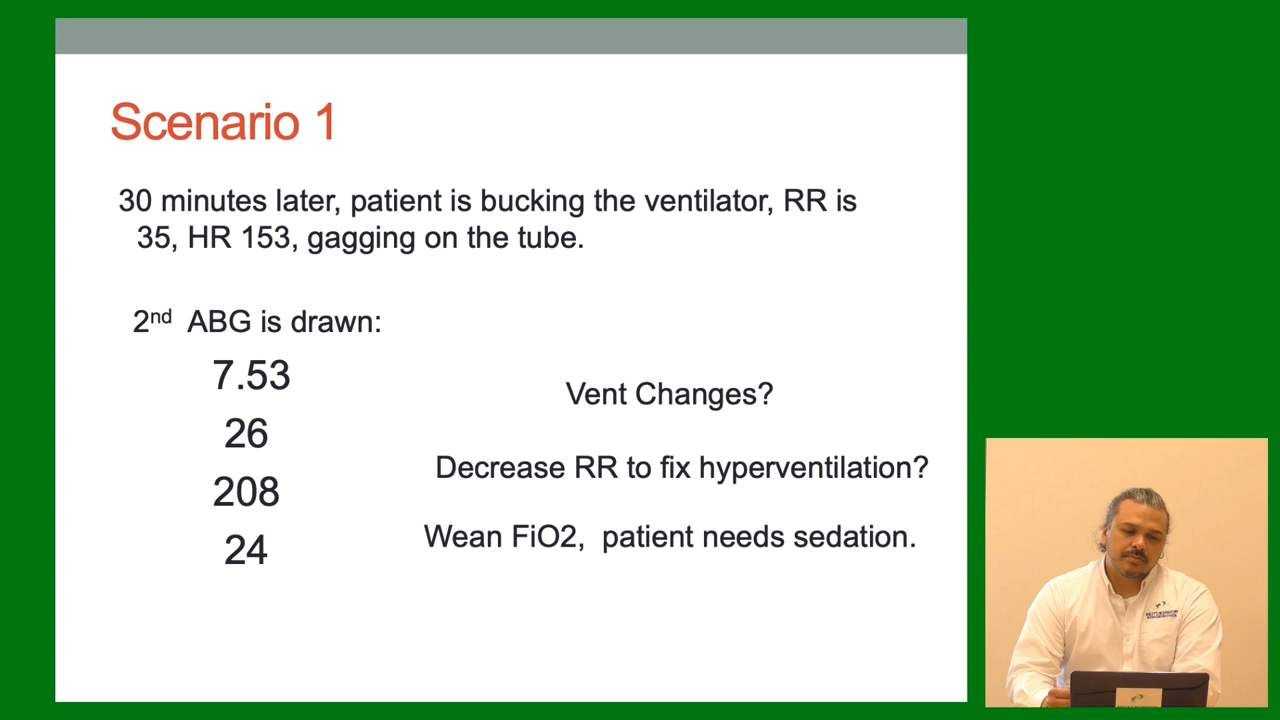 Scenario 1
30 minutes later, patient is bucking the ventilator, RR is
35, HR 153, gagging on the tube.
2nd ABG is drawn:
7.53
26
208
24
Vent Changes?
Decrease RR to fix hyperventilation?
Wean FiO2, patient needs sedation.